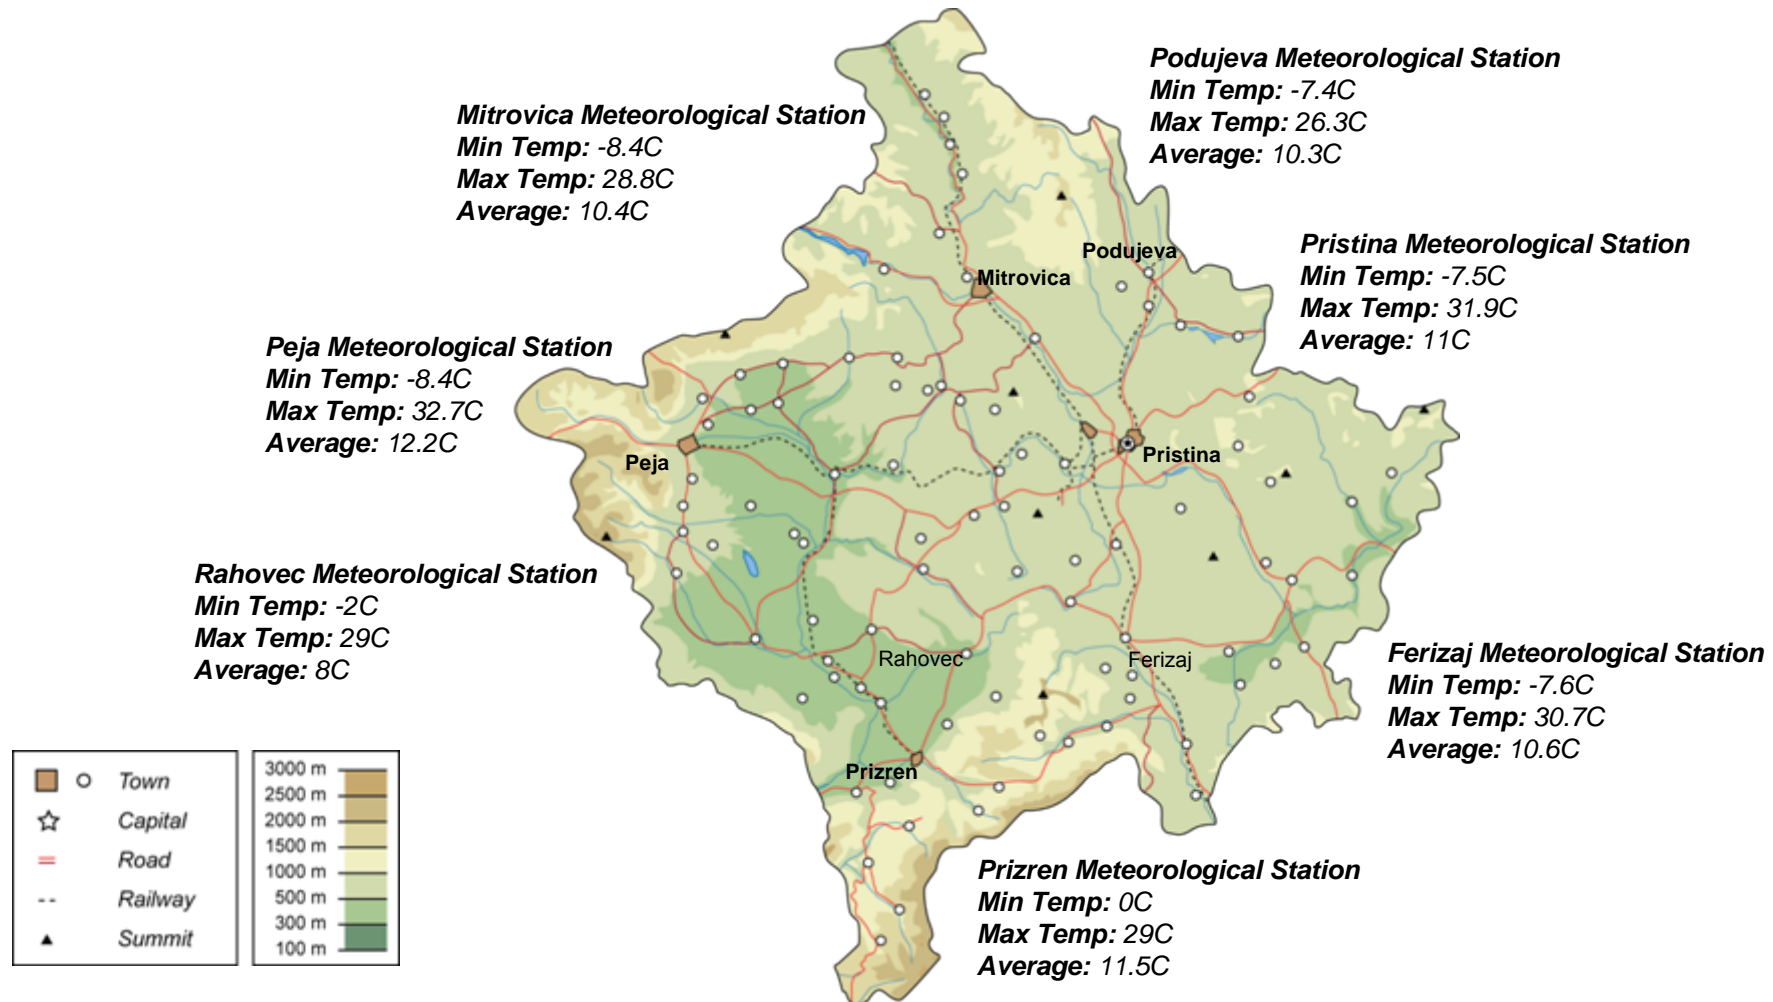 Podujeva Meteorological Station
Min Temp: -7.4C
Max Temp: 26.3C
Average: 10.3C
Mitrovica Meteorological Station
Min Temp: -8.4C
Max Temp: 28.8C
Average: 10.4C
Pristina Meteorological Station
Min Temp: -7.5C
Max Temp: 31.9C
Average: 11C
Podujeva
Mitrovica
Peja Meteorological Station
Min Temp: -8.4C
Max Temp: 32.7C
Average: 12.2C
Peja
Pristina
Rahovec Meteorological Station
Min Temp: -2C
Max Temp: 29C
Average: 8C
Rahovec
Ferizaj
Ferizaj Meteorological Station
Min Temp: -7.6C
Max Temp: 30.7C
Average: 10.6C
Prizren
Prizren Meteorological Station
Min Temp: 0C
Max Temp: 29C
Average: 11.5C
Town
Capital
Road
Railway
Summit
3000 m
2500 m
2000 m
1500 m
1000 m
500 m
300 m
100 m